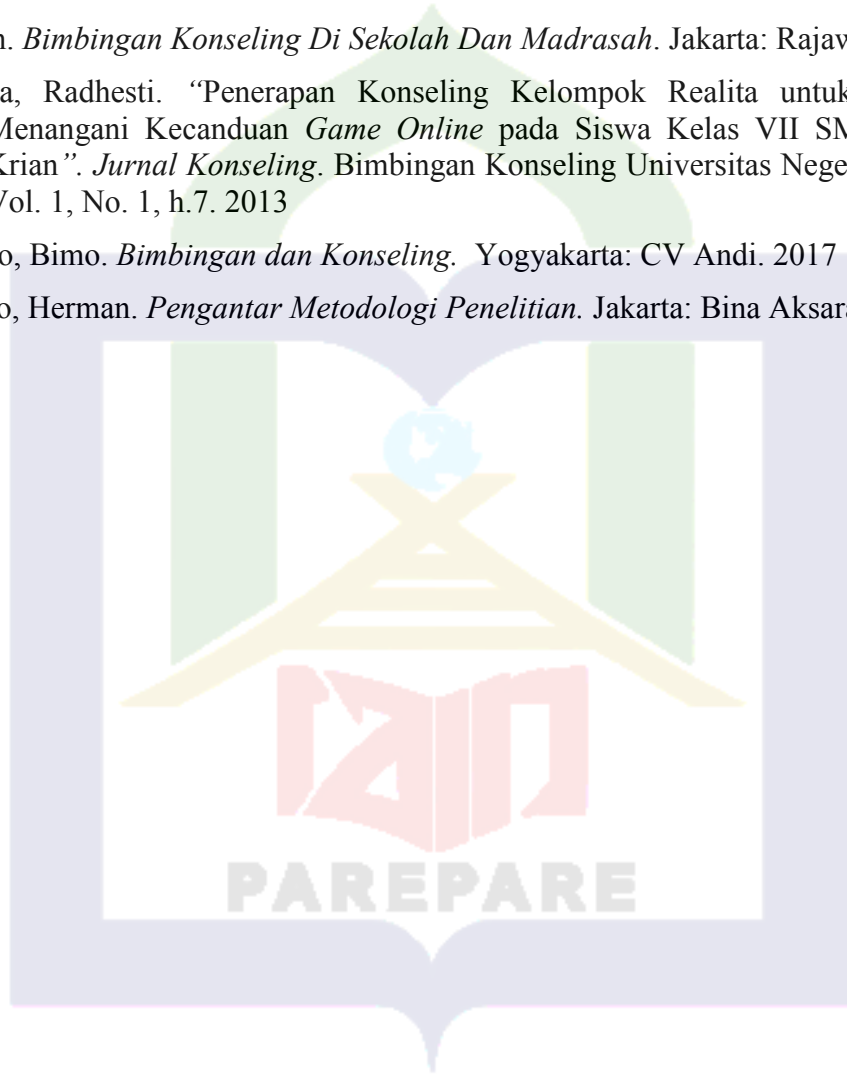 n. Bimbingan Konseling Di Sekolah Dan Madrasah. Jakarta: Rajaw
a, Radhesti. “Penerapan Konseling Kelompok Realita untuk
Menangani Kecanduan Game Online pada Siswa Kelas VII SM
Krian”. Jurnal Konseling. Bimbingan Konseling Universitas Nege
Vol. 1, No. 1, h.7. 2013
o, Bimo. Bimbingan dan Konseling. Yogyakarta: CV Andi. 2017
o, Herman. Pengantar Metodologi Penelitian. Jakarta: Bina Aksara
iain
PAREPARE